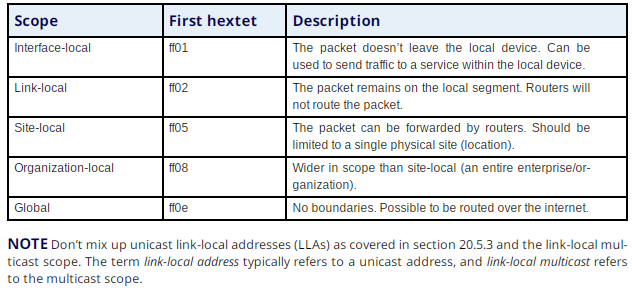 Scope First hextet Description
Interface-local ff01 The packet doesn’t leave the local device. Can be
used to send traffic to a service within the local device.
Link-local ff02 The packet remains on the local segment. Routers will
not route the packet.
Site-local ff05 The packet can be forwarded by routers. Should be
limited to a single physical site (location).
Organization-local ff08 Wider in scope than site-local (an entire enterprise/or-
ganization).
Global ff0e No boundaries. Possible to be routed over the internet.
NOTE Don’t mix up unicast link-local addresses (LLAs) as covered in section 20.5.3 and the link-local mul-
ticast scope. The term link-local address typically refers to a unicast address, and link-local multicast refers
to the multicast scope.